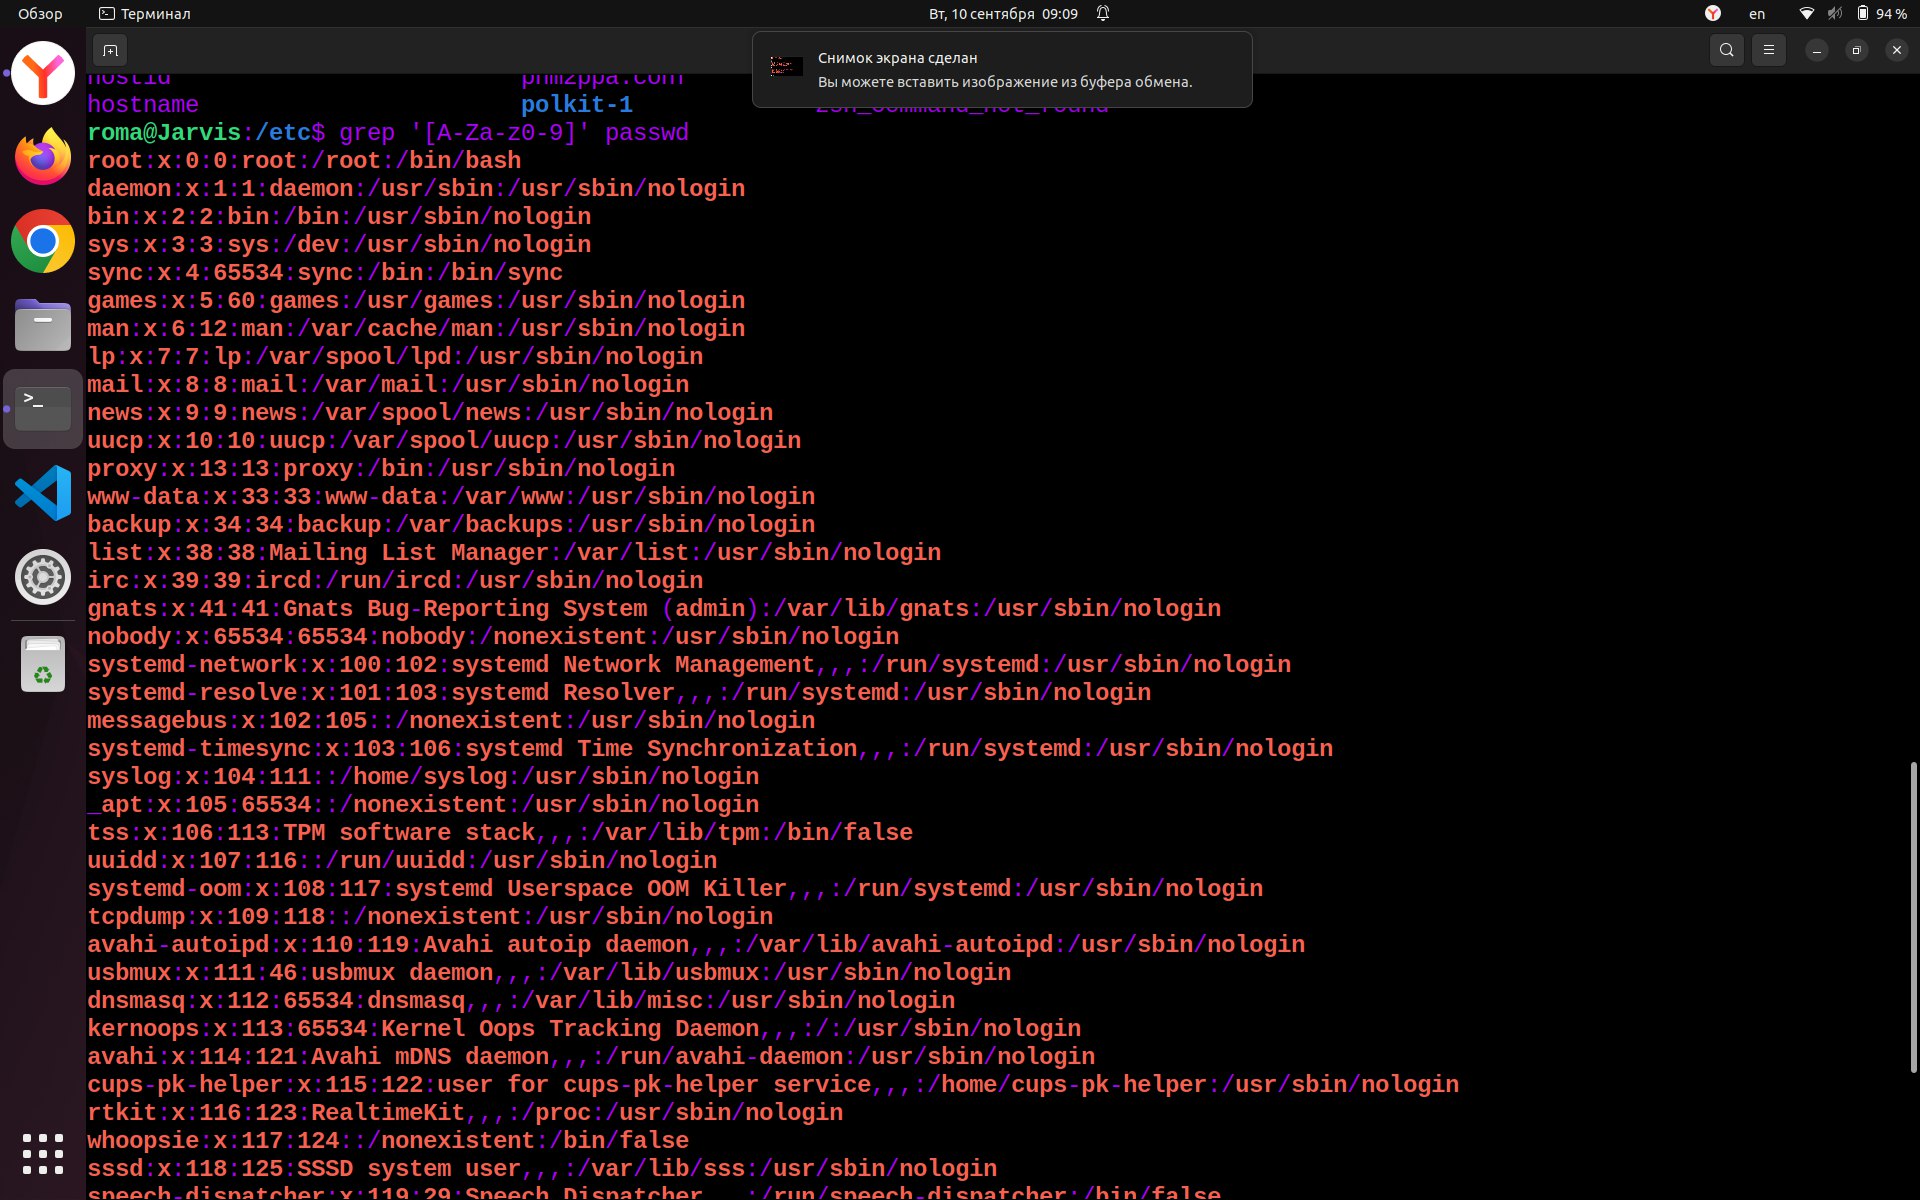 Обзор
Терминал
Вт, 10 сентября 09:09
en
94 %
Снимок экрана сделан
Вы можете вставить изображение из буфера обмена.
hostid pnm2ppa.conf
hostname polkit-1 zsh_command_not_found
roma@Jarvis:/etc$ grep '[A-Za-z0-9]' passwd
root:x:0:0:root:/root:/bin/bash
daemon:x:1:1:daemon:/usr/sbin:/usr/sbin/nologin
bin:x:2:2:bin:/bin:/usr/sbin/nologin
sys:x:3:3:sys:/dev:/usr/sbin/nologin
sync:x:4:65534:sync:/bin:/bin/sync
games:x:5:60:games:/usr/games:/usr/sbin/nologin
man:x:6:12:man:/var/cache/man:/usr/sbin/nologin
lp:x:7:7:lp:/var/spool/lpd:/usr/sbin/nologin
mail:x:8:8:mail:/var/mail:/usr/sbin/nologin
news:x:9:9:news:/var/spool/news:/usr/sbin/nologin
uucp:x:10:10:uucp:/var/spool/uucp:/usr/sbin/nologin
proxy:x:13:13:proxy:/bin:/usr/sbin/nologin
www-data:x:33:33:www-data:/var/www:/usr/sbin/nologin
backup:x:34:34:backup:/var/backups:/usr/sbin/nologin
list:x:38:38:Mailing List Manager:/var/list:/usr/sbin/nologin
irc:x:39:39:ircd:/run/ircd:/usr/sbin/nologin
gnats:x:41:41:Gnats Bug-Reporting System (admin):/var/lib/gnats:/usr/sbin/nologin
nobody:x:65534:65534:nobody:/nonexistent:/usr/sbin/nologin
systemd-network:x:100:102:systemd Network Management,,,:/run/systemd:/usr/sbin/nologin
systemd-resolve:x:101:103:systemd Resolver,,,:/run/systemd:/usr/sbin/nologin
messagebus:x:102:105::/nonexistent:/usr/sbin/nologin
systemd-timesync:x:103:106:systemd Time Synchronization,,,:/run/systemd:/usr/sbin/nologin
syslog:x:104:111::/home/syslog:/usr/sbin/nologin
_apt:x:105:65534::/nonexistent:/usr/sbin/nologin
tss:x:106:113:TPM software stack,,,:/var/lib/tpm:/bin/false
uuidd:x:107:116::/run/uuidd:/usr/sbin/nologin
systemd-oom:x:108:117:systemd Userspace OOM Killer,,,:/run/systemd:/usr/sbin/nologin
tcpdump:x:109:118::/nonexistent:/usr/sbin/nologin
avahi-autoipd:x:110:119:Avahi autoip daemon,,,:/var/lib/avahi-autoipd:/usr/sbin/nologin
usbmux:x:111:46:usbmux daemon,,,:/var/lib/usbmux:/usr/sbin/nologin
dnsmasq:x:112:65534:dnsmasq,,,:/var/lib/misc:/usr/sbin/nologin
kernoops:x:113:65534:Kernel Oops Tracking Daemon,,,:/:/usr/sbin/nologin
avahi:x:114:121:Avahi mDNS daemon,,,:/run/avahi-daemon:/usr/sbin/nologin
cups-pk-helper:x:115:122:user for cups-pk-helper service,,,:/home/cups-pk-helper:/usr/sbin/nologin
rtkit:x:116:123:RealtimeKit,,,:/proc:/usr/sbin/nologin
whoopsie:x:117:124::/nonexistent:/bin/false
sssd:x:118:125:SSSD system user,,,:/var/lib/sss:/usr/sbin/nologin
speech-dispatcher:x:119:29:Speech Dispatcher,,,:/run/speech-dispatcher:/bin/false